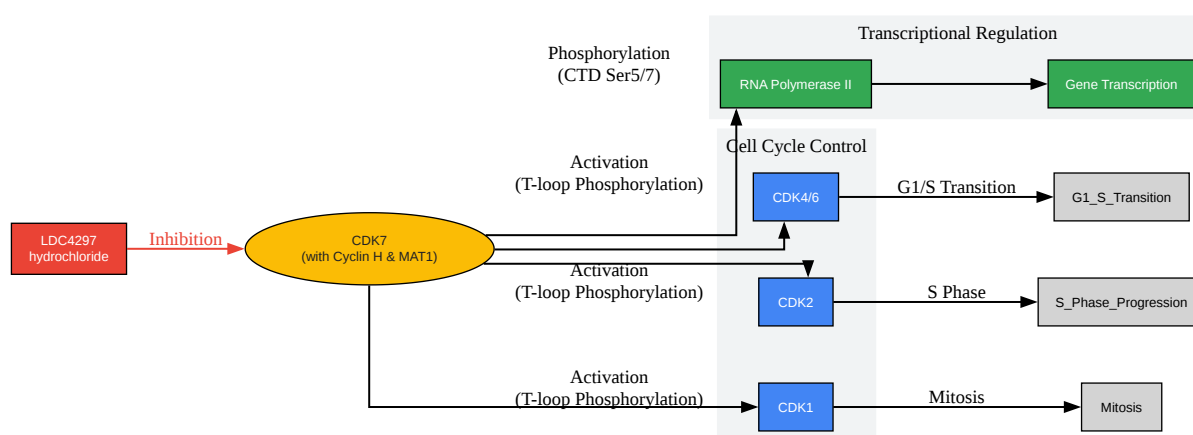 Transcriptional Regulation
Phosphorylation
(CTD Ser5/7)
RNA Polymerase II
Gene Transcription
Cell Cycle Control
Activation
(T-loop Phosphorylation)
CDK4/6
G1/S Transition
G1_S_Transition
LDC4297
hydrochloride
Inhibition
CDK7
(with Cyclin H & MAT1)
Activation
(T-loop Phosphorylation)
CDK2
S Phase
S_Phase_Progression
Activation
(T-loop Phosphorylation)
CDK1
Mitosis
Mitosis